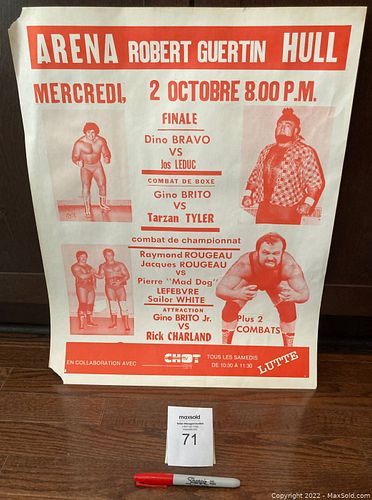 ARENA ROBERT GUERTIN HULL
MERCREDI, 2 OCTOBRE 8.00 P.M.
FINALE
Dino BRAVO
VS
Jos LEDUC
COMBAT DE BOXE
Gino BRITO
VS
Tarzan TYLER
combat de championnat
Raymond ROUGEAU
Jacques ROUGEAU
VS
Pierre "Mad Dog"
LEFEBVRE
Sailor WHITE
ATTRACTION
Gino BRITO Jr.
VS
Rick CHARLAND
Plus 2
COMBATS
EN COLLABORATION AVEC
CHOT
TOUS LES SAMEDIS
DE 10:30 À 11:30
LUTTE
maxsold
71
Sharpie
Copyright 2022 - MaxSold.com